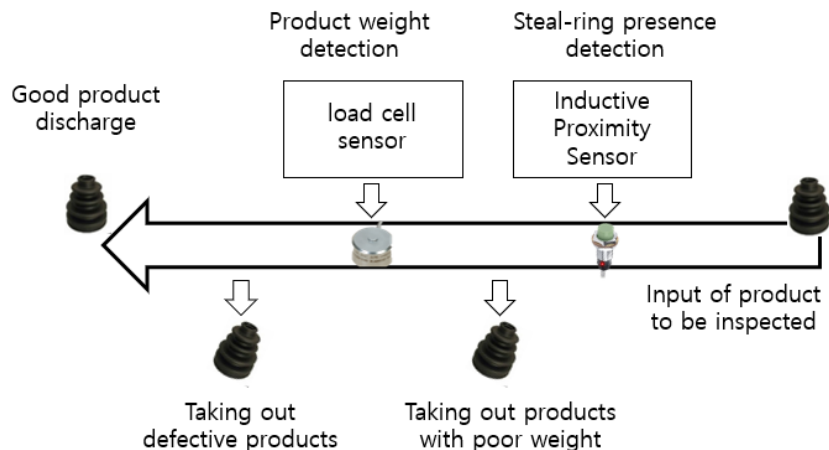 Product weight
detection
Steal-ring presence
detection
Good product
discharge
load cell
sensor
Inductive
Proximity
Sensor
Input of product
to be inspected
Taking out
defective products
Taking out products
with poor weight